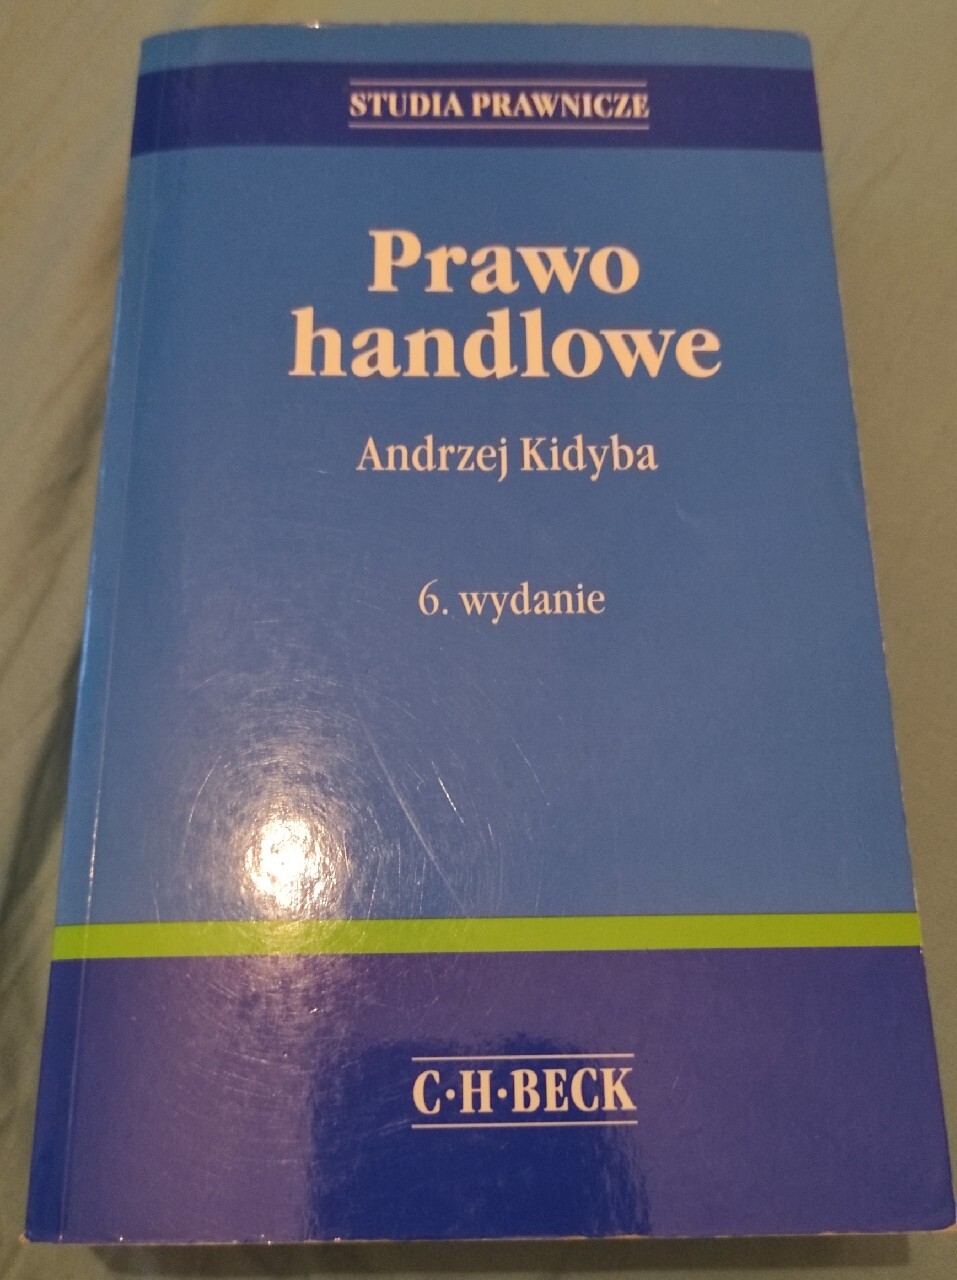 STUDIA PRAWNICZE
Prawo
handlowe
Andrzej Kidyba
6. wydanie
C·H·BECK